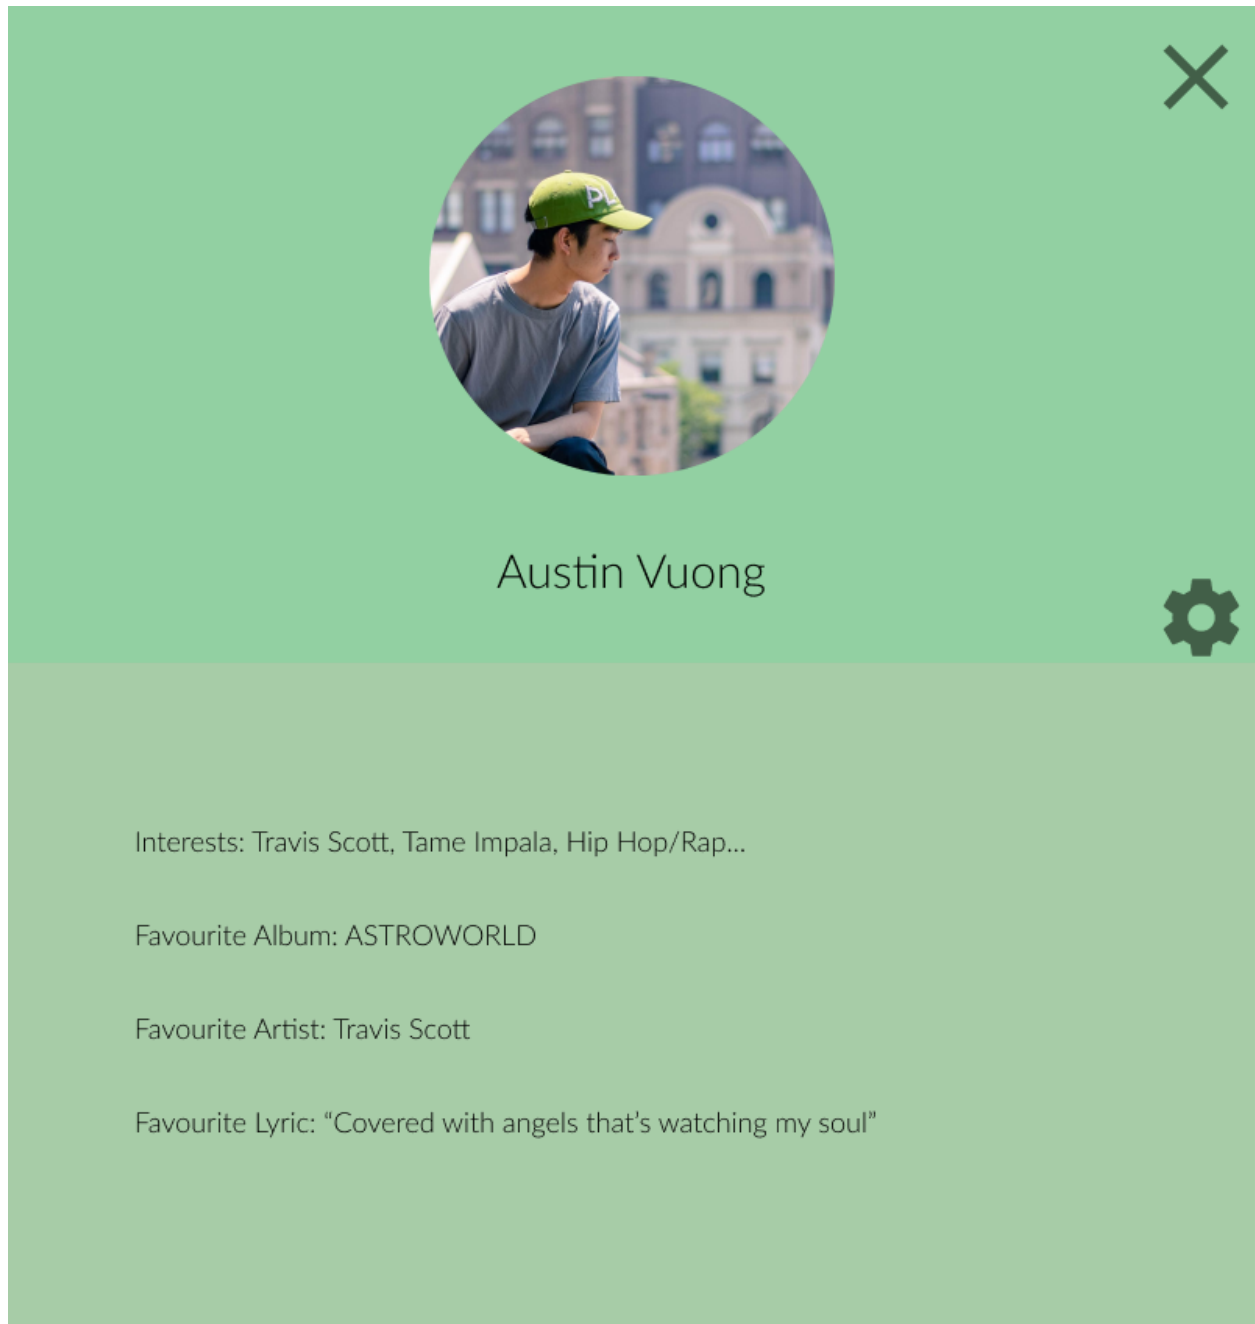 PL
Austin Vuong
Interests: Travis Scott, Tame Impala, Hip Hop/Rap...
Favourite Album: ASTROWORLD
Favourite Artist: Travis Scott
Favourite Lyric: “Covered with angels that’s watching my soul”